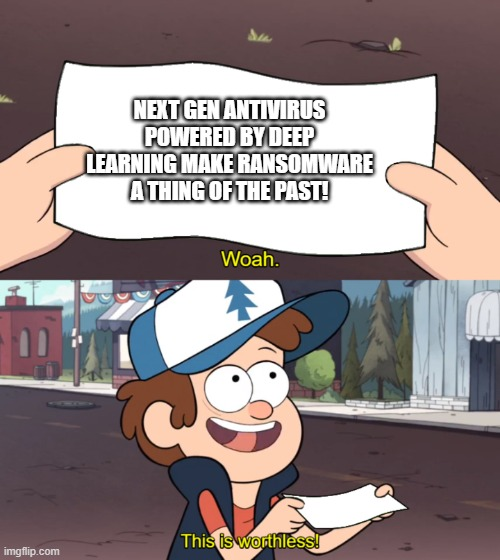 NEXT GEN ANTIVIRUS
POWERED BY DEEP
LEARNING MAKE RANSOMWARE
A THING OF THE PAST!
Woah.
This is worthless!
imgflip.com